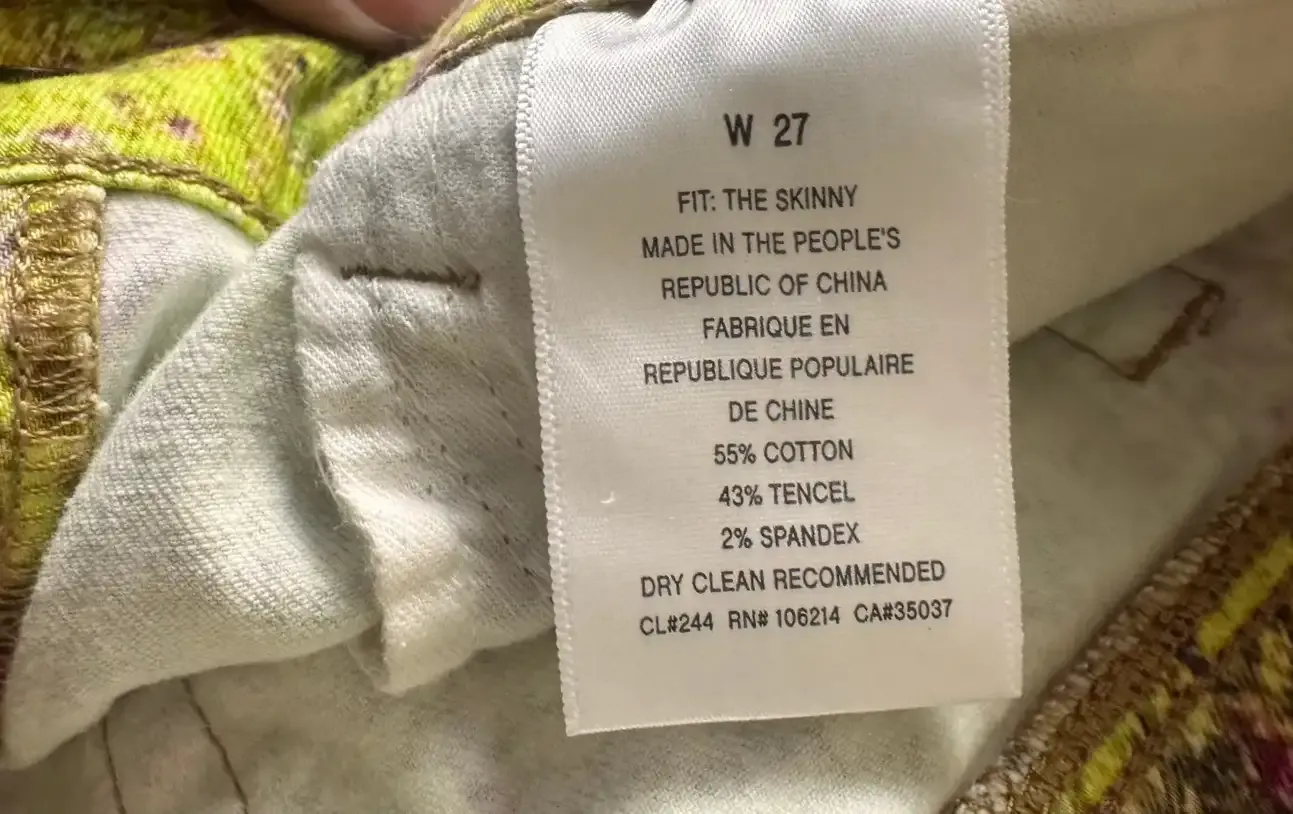 W 27
FIT: THE SKINNY
MADE IN THE PEOPLE'S
REPUBLIC OF CHINA
FABRIQUE EN
REPUBLIQUE POPULAIRE
DE CHINE
55% COTTON
43% TENCEL
2% SPANDEX
DRY CLEAN RECOMMENDED
CL#244 RN# 106214 CA#35037